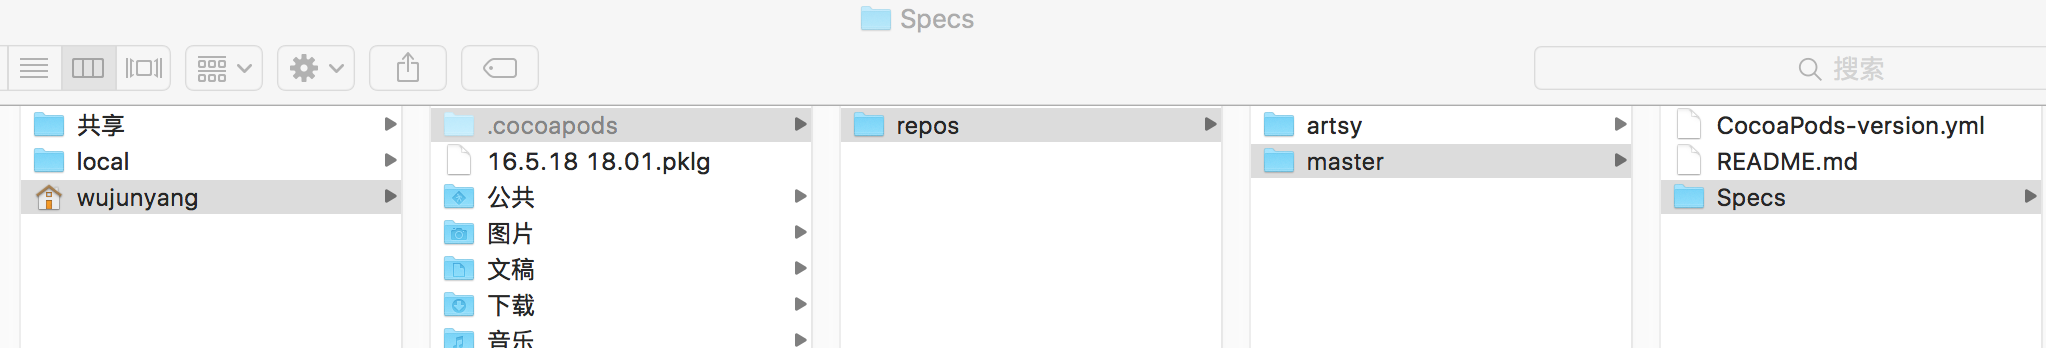 Specs
搜索
共享
local
wujunyang
.cocoapods
16.5.18 18.01.pklg
公共
图片
文稿
下载
音乐
repos
artsy
master
CocoaPods-version.yml
README.md
Specs